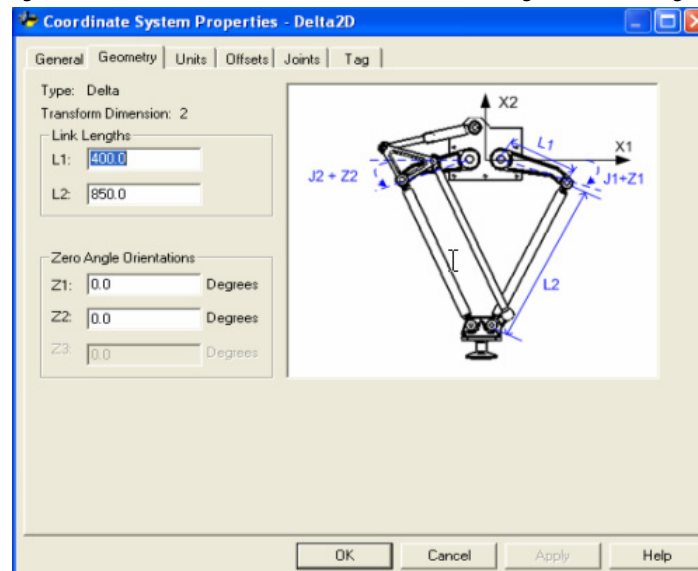 Coordinate System Properties - Delta2D
General Geometry Units Offsets Joints Tag
Type: Delta
Transform Dimension: 2
Link Lengths
L1: 400.0
L2: 850.0
Zero Angle Orientations
Z1: 0.0 Degrees
Z2: 0.0 Degrees
Z3: 0.0 Degrees
X2
L1
X1
J2 + Z2
J1+Z1
L2
OK Cancel Apply Help